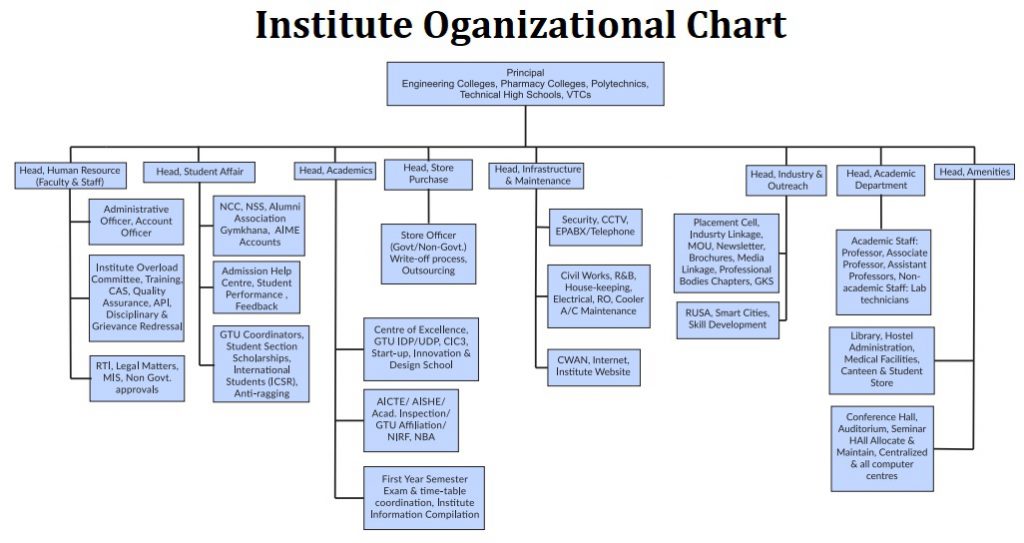 Institute Oganizational Chart
Principal
Engineering Colleges, Pharmacy Colleges, Polytechnics,
Technical High Schools, VTCs
Head, Human Resource
(Faculty & Staff)
Head, Student Affair
Head, Academics
Head, Store
Purchase
Head, Infrastructure
& Maintenance
Head, Industry &
Outreach
Head, Academic
Department
Head, Amenities
Administrative
Officer, Account
Officer
Institute Overload
Committee, Training,
CAS, Quality
Assurance, API,
Disciplinary &
Grievance Redressal
RTI, Legal Matters,
MIS, Non Govt.
approvals
NCC, NSS, Alumni
Association
Gymkhana, AIME
Accounts
Admission Help
Centre, Student
Performance ,
Feedback
GTU Coordinators,
Student Section
Scholarships,
International
Students (ICSR),
Anti-ragging
Centre of Excellence,
GTU IDP/UDP, CIC3,
Start-up, Innovation &
Design School
AICTE/ AISHE/
Acad. Inspection/
GTU Affiliation/
NIRF, NBA
First Year Semester
Exam & time-table
coordination, Institute
Information Compilation
Store Officer
(Govt/Non-Govt.)
Write-off process,
Outsourcing
Security, CCTV,
EPABX/Telephone
Civil Works, R&B,
House-keeping,
Electrical, RO, Cooler
A/C Maintenance
CWAN, Internet,
Institute Website
Placement Cell,
Indusrty Linkage,
MOU, Newsletter,
Brochures, Media
Linkage, Professional
Bodies Chapters, GKS
RUSA, Smart Cities,
Skill Development
Academic Staff:
Professor, Associate
Professor, Assistant
Professors, Non-
academic Staff: Lab
technicians
Library, Hostel
Administration,
Medical Facilities,
Canteen & Student
Store
Conference Hall,
Auditorium, Seminar
HAll Allocate &
Maintain, Centralized
& all computer
centres